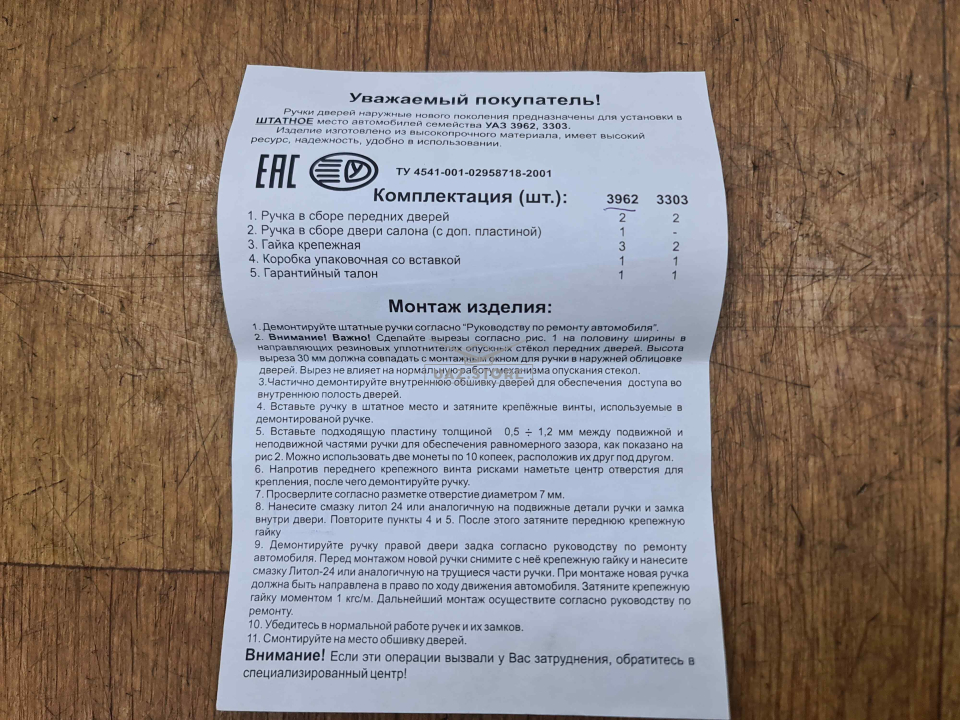 Уважаемый покупатель!
Ручки дверей наружные нового поколения предназначены для установки в
ШТАТНОЕ место автомобилей семейства УАЗ 3962, 3303.
Изделие изготовлено из высокопрочного материала, имеет высокий
ресурс, надежность, удобно в использовании.
ЕАС ТУ 4541-001-02958718-2001
Комплектация (шт.): 3962 3303
1. Ручка в сборе передних дверей 2 2
2. Ручка в сборе двери салона (с доп. пластиной) 1 -
3. Гайка крепежная 3 2
4. Коробка упаковочная со вставкой 1 1
5. Гарантийный талон 1 1
Монтаж изделия:
1. Демонтируйте штатные ручки согласно "Руководству по ремонту автомобиля".
2. Внимание! Важно! Сделайте вырезы согласно рис. 1 на половину ширины в
направляющих резиновых уплотнителях опускных стёкол передних дверей. Высота
выреза 30 мм должна совпадать с монтажным окном для ручки в наружней облицовке
дверей. Вырез не влияет на нормальную работу механизма опускания стекол.
UAZ.STORE
3.Частично демонтируйте внутреннюю обшивку дверей для обеспечения доступа во
внутреннюю полость дверей.
4. Вставьте ручку в штатное место и затяните крепёжные винты, используемые в
демонтированой ручке.
5. Вставьте подходящую пластину толщиной 0,5 ÷ 1,2 мм между подвижной и
неподвижной частями ручки для обеспечения равномерного зазора, как показано на
рис 2. Можно использовать две монеты по 10 копеек, расположив их друг под другом.
6. Напротив переднего крепежного винта рисками наметьте центр отверстия для
крепления, после чего демонтируйте ручку.
7. Просверлите согласно разметке отверстие диаметром 7 мм.
8. Нанесите смазку литол 24 или аналогичную на подвижные детали ручки и замка
внутри двери. Повторите пункты 4 и 5. После этого затяните переднюю крепежную
гайку
9. Демонтируйте ручку правой двери задка согласно руководству по ремонту
автомобиля. Перед монтажом новой ручки снимите с неё крепежную гайку и нанесите
смазку Литол-24 или аналогичную на трущиеся части ручки. При монтаже новая ручка
должна быть направлена в право по ходу движения автомобиля. Затяните крепежную
гайку моментом 1 кгс/м. Дальнейший монтаж осуществите согласно руководству по
ремонту.
10. Убедитесь в нормальной работе ручек и их замков.
11. Смонтируйте на место обшивку дверей.
Внимание! Если эти операции вызвали у Вас затруднения, обратитесь в
специализированный центр!